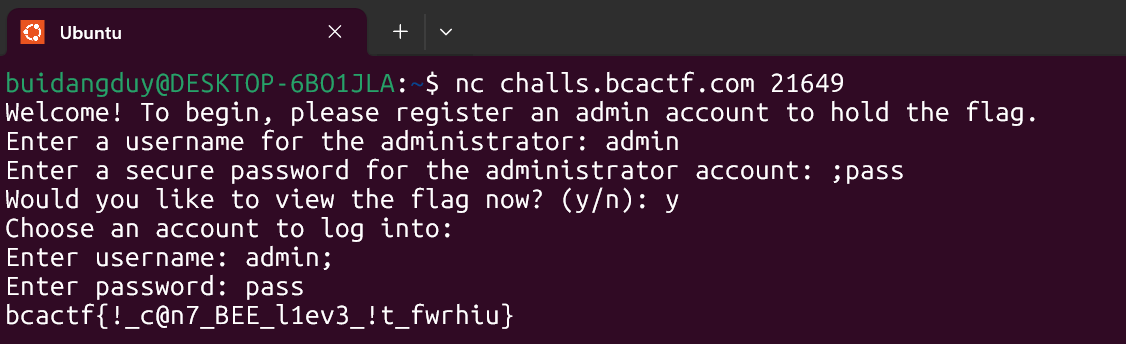 Ubuntu
buidangduy@DESKTOP-6BO1JLA:~$ nc challs.bcactf.com 21649
Welcome! To begin, please register an admin account to hold the flag.
Enter a username for the administrator: admin
Enter a secure password for the administrator account: ;pass
Would you like to view the flag now? (y/n): y
Choose an account to log into:
Enter username: admin;
Enter password: pass
bcactf{!_c@n7_BEE_l1ev3_!t_fwrhiu}